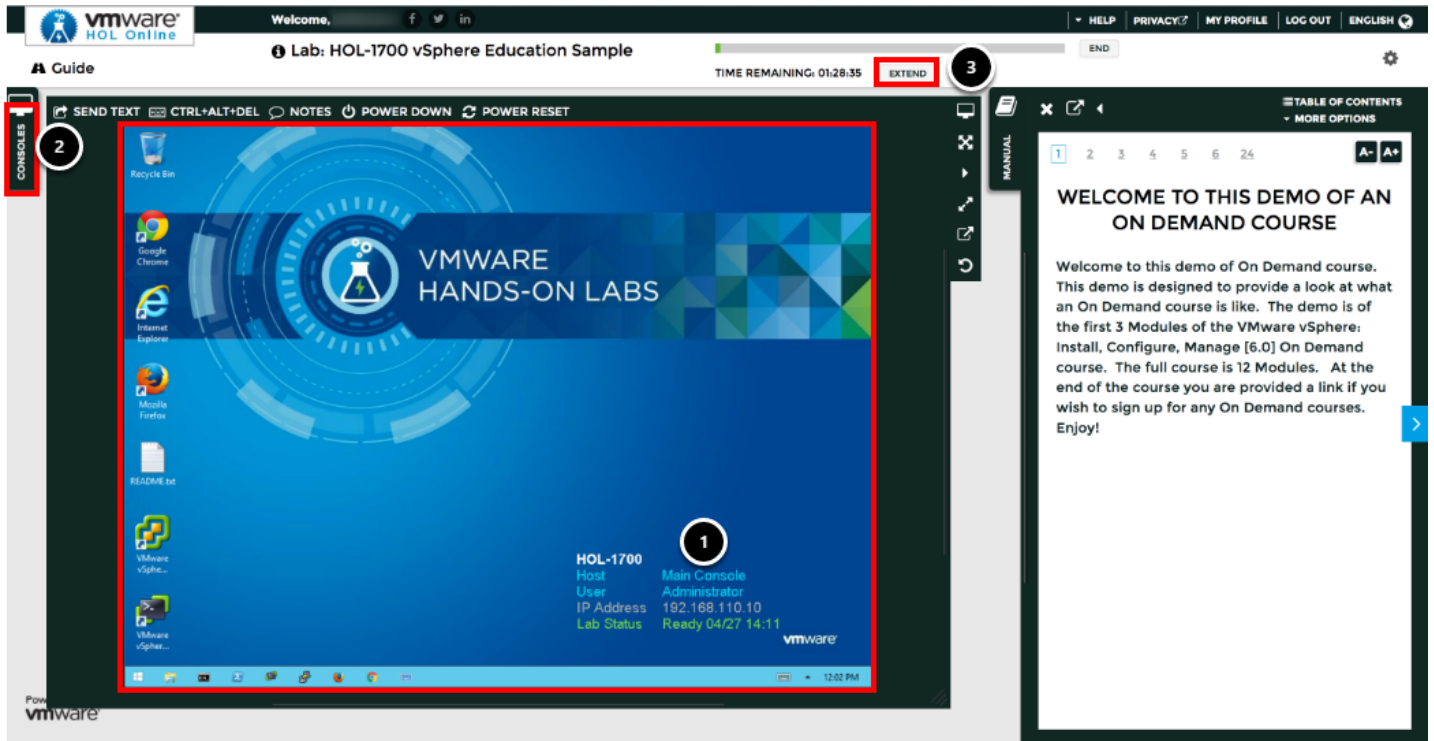 vmware®
HOL Online
Welcome,
HELP
PRIVACY
MY PROFILE
LOG OUT
ENGLISH
Guide
Lab: HOL-1700 vSphere Education Sample
TIME REMAINING: 01:28:35
EXTEND
3
END
CONSOLES
2
SEND TEXT
CTRL+ALT+DEL
NOTES
POWER DOWN
POWER RESET
Recycle Bin
Google
Chrome
Internet
Explorer
Mozilla
Firefox
README.txt
VMware
vSphe...
VMware
vSpher...
VMWARE
HANDS-ON LABS
1
HOL-1700
Host Main Console
User Administrator
IP Address 192.168.110.10
Lab Status Ready 04/27 14:11
vmware
12:02 PM
MANUAL
TABLE OF CONTENTS
MORE OPTIONS
1 2 3 4 5 6 24
A- A+
WELCOME TO THIS DEMO OF AN
ON DEMAND COURSE
Welcome to this demo of On Demand course.
This demo is designed to provide a look at what
an On Demand course is like. The demo is of
the first 3 Modules of the VMware vSphere:
Install, Configure, Manage [6.0] On Demand
course. The full course is 12 Modules. At the
end of the course you are provided a link if you
wish to sign up for any On Demand courses.
Enjoy!
Pow
vmware